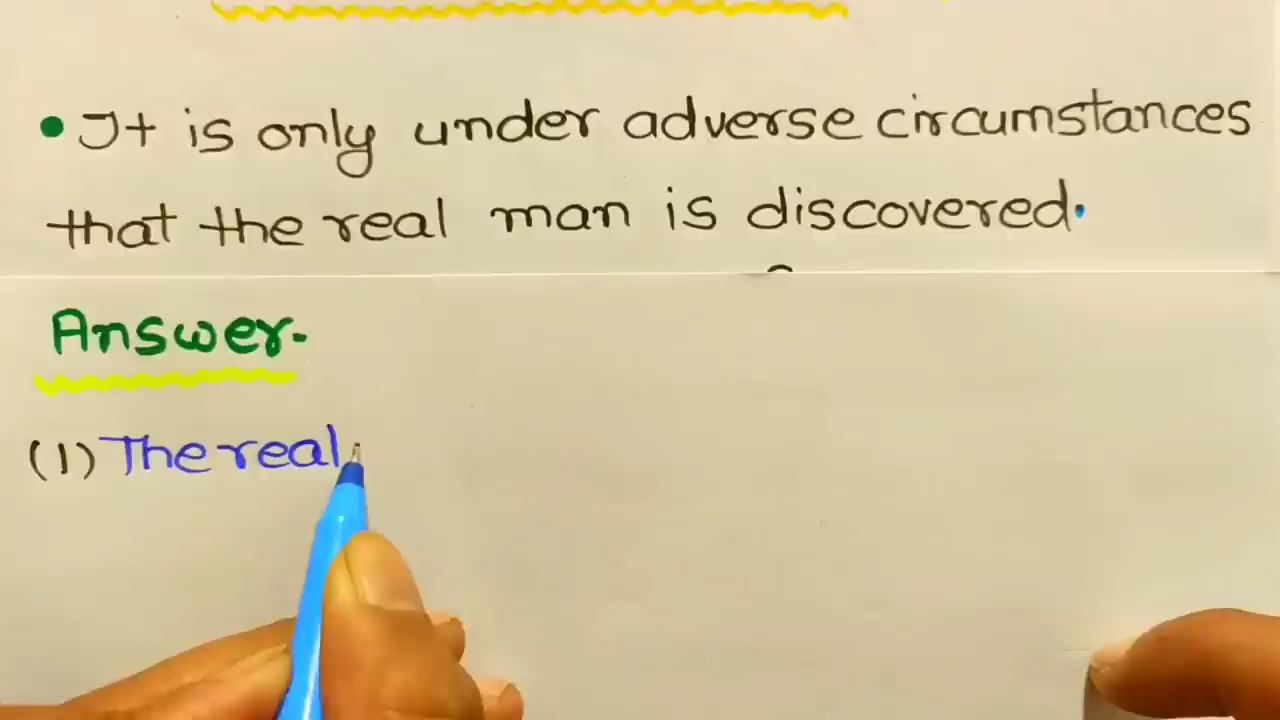 • It is only under adverse circumstances
that the real man is discovered.
Answer.
(1) The real